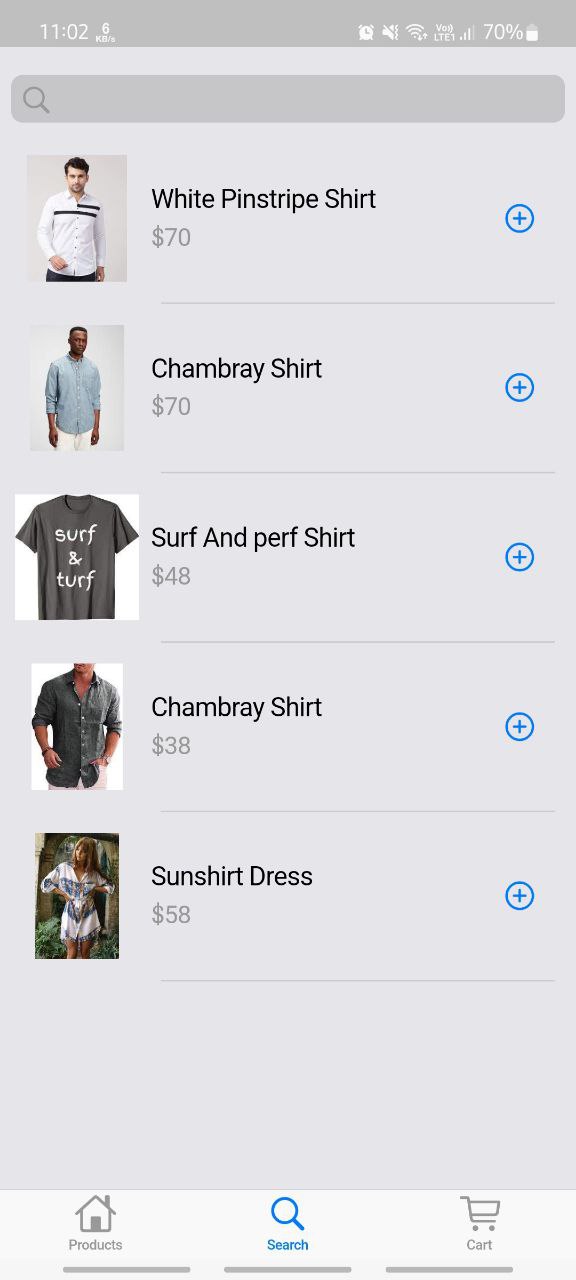 11:02 6 KB/s Vo)) LTE1 70%
White Pinstripe Shirt
$70
Chambray Shirt
$70
surf
&
turf
Surf And perf Shirt
$48
Chambray Shirt
$38
Sunshirt Dress
$58
Products Search Cart